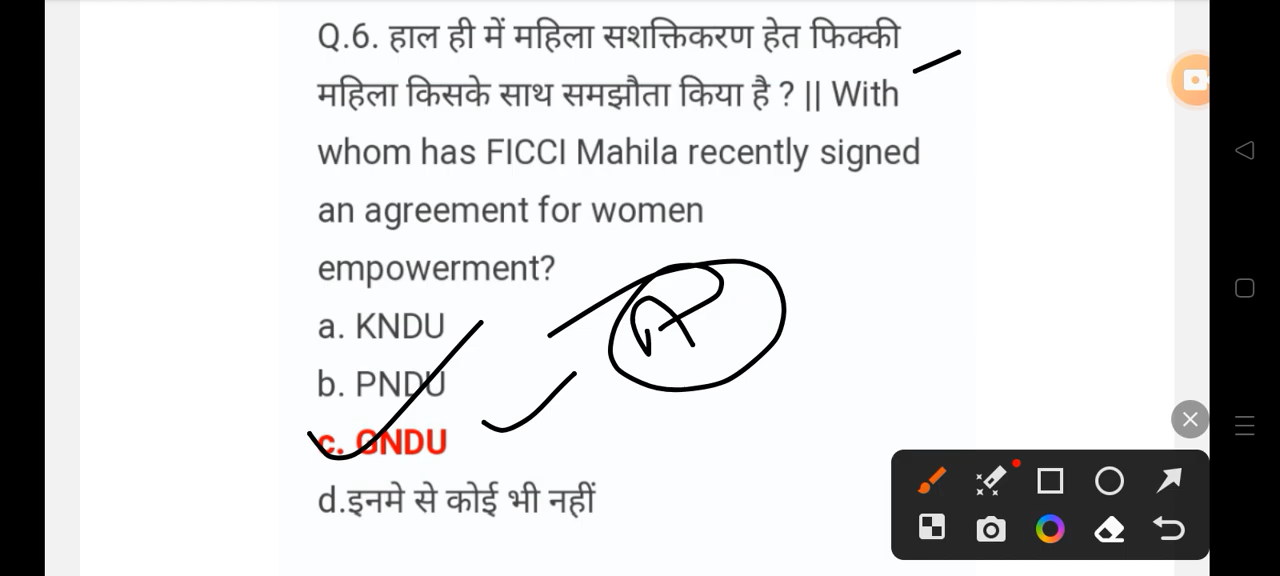 Q.6. हाल ही में महिला सशक्तिकरण हेत फिक्की
महिला किसके साथ समझौता किया है ? || With
whom has FICCI Mahila recently signed
an agreement for women
empowerment?
a. KNDU
b. PNDU
c. GNDU
d.इनमे से कोई भी नहीं